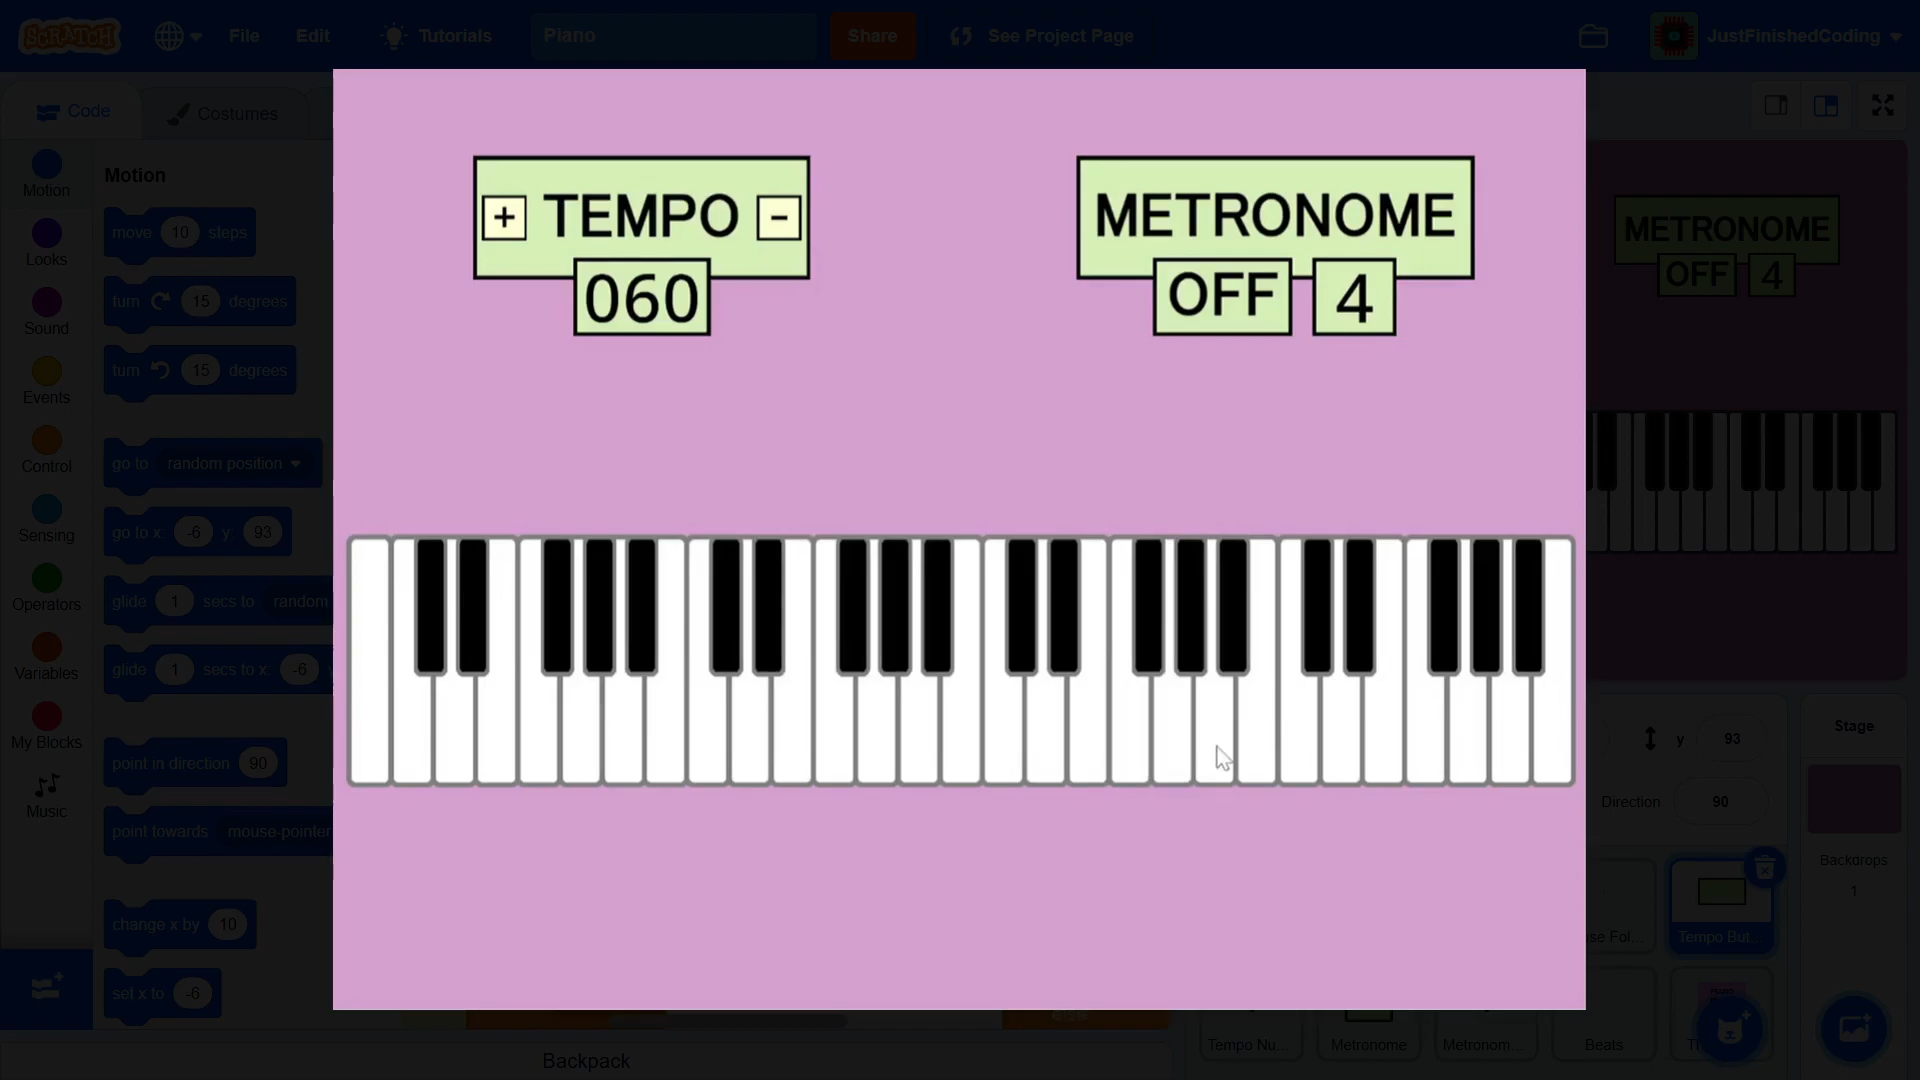 SCRATCH File Edit Tutorials Piano Share See Project Page JustFinishedCoding
Code Costumes
Motion
Motion
move 10 steps
Looks
turn 15 degrees
Sound
turn 15 degrees
Events
go to random position
Control
go to x: -6 y: 93
Sensing
glide 1 secs to random
Operators
glide 1 secs to x: -6
Variables
My Blocks
point in direction 90
Music
point towards mouse-pointer
change x by 10
set x to -6
Backpack
+ TEMPO -
060
METRONOME
OFF 4
METRONOME
OFF 4
y 93
Direction 90
Stage
Backdrops
1
se Fol... Tempo But...
Tempo Nu... Metronome Metronom... Beats